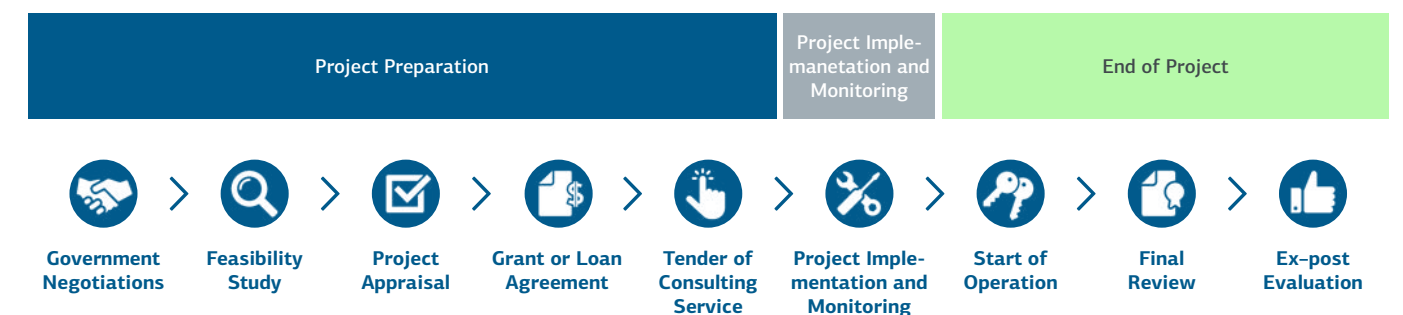 Project Preparation
Project Imple-
manetation and
Monitoring
End of Project
Government
Negotiations
Feasibility
Study
Project
Appraisal
Grant or Loan
Agreement
Tender of
Consulting
Service
Project Imple-
mentation and
Monitoring
Start of
Operation
Final
Review
Ex-post
Evaluation